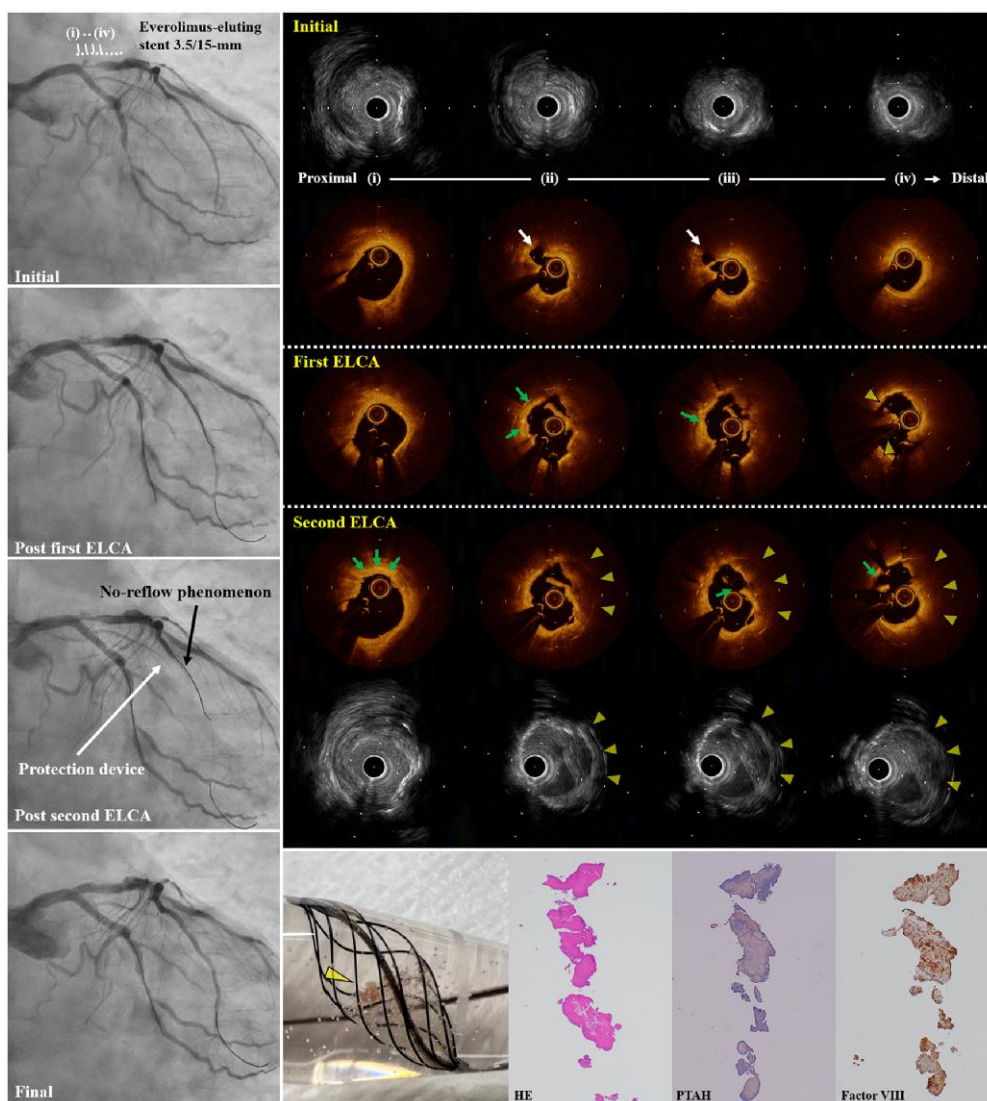 (i) -- (iv)
Everolimus-eluting
stent 3.5/15-mm
Initial
Post first ELCA
No-reflow phenomenon
Protection device
Post second ELCA
Final
Initial
Proximal (i) (ii) (iii) (iv) Distal
First ELCA
Second ELCA
HE
PTAH
Factor VIII